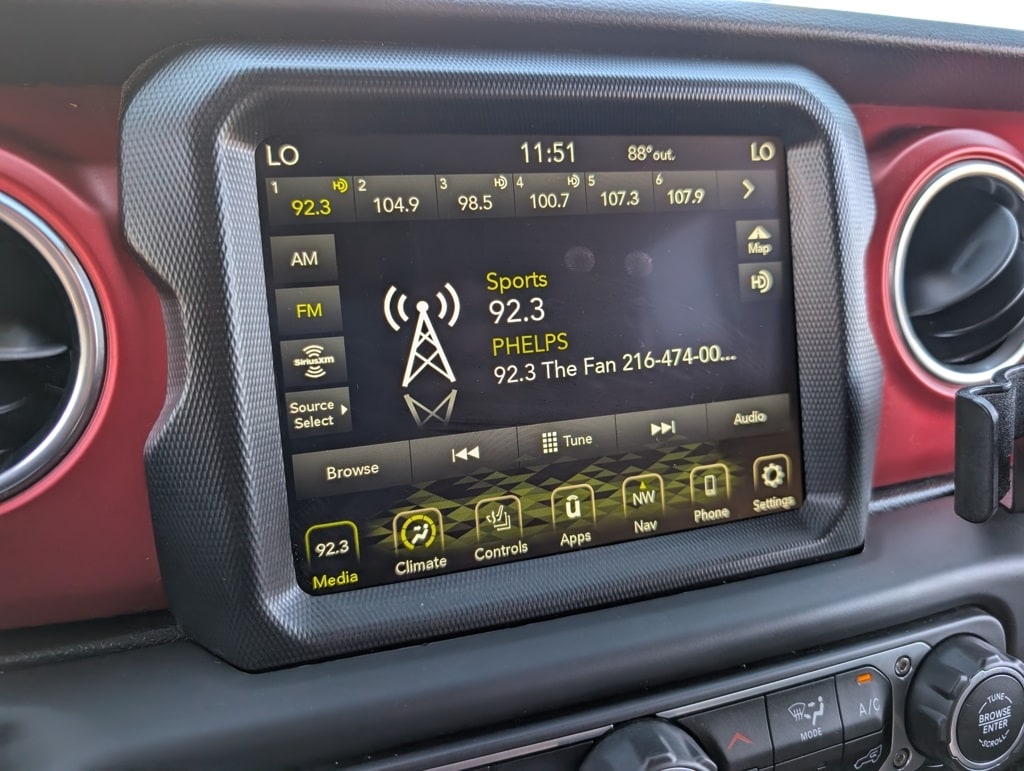 LO 11:51 88° out. LO
1 92.3 HD 2 104.9 3 98.5 HD 4 100.7 HD 5 107.3 6 107.9
AM
FM
SiriusXM
Source
Select
Sports
92.3
PHELPS
92.3 The Fan 216-474-00...
Map
HD
Browse Tune Audio
92.3 NW
Media Climate Controls Apps Nav Phone Settings
ū
MODE
A/C
TUNE
BROWSE
ENTER
SCROLL